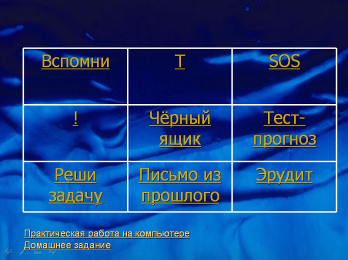 Вспомни Т SOS
! Чёрный ящик Тест-прогноз
Реши задачу Письмо из прошлого Эрудит
Практическая работа на компьютере
Домашнее задание